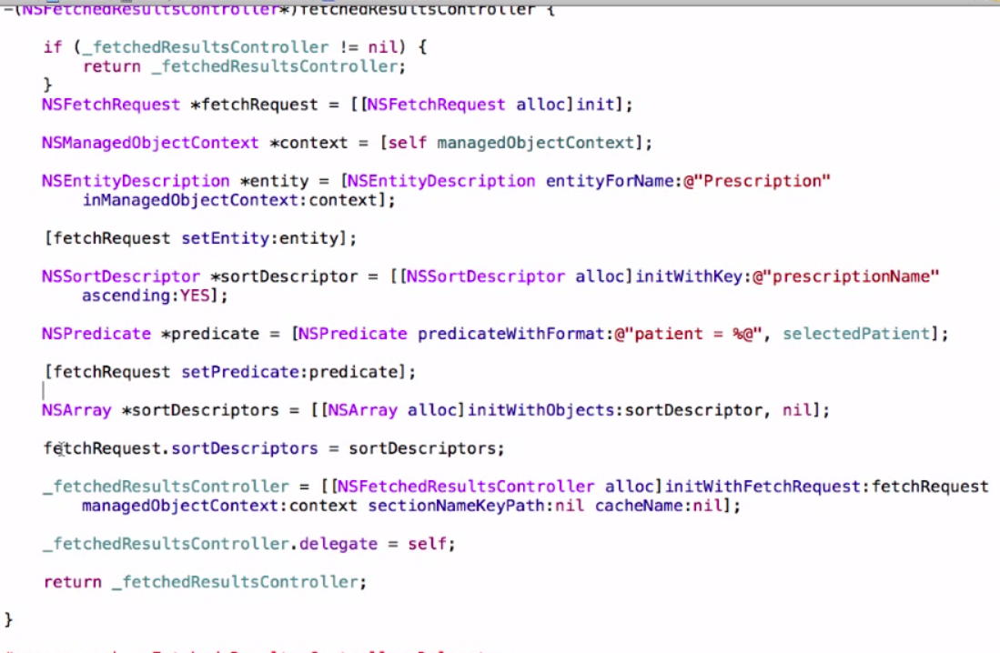 -(NSFetchedResultsController*)fetchedResultsController {
if (_fetchedResultsController != nil) {
return _fetchedResultsController;
}
NSFetchRequest *fetchRequest = [[NSFetchRequest alloc]init];
NSManagedObjectContext *context = [self managedObjectContext];
NSEntityDescription *entity = [NSEntityDescription entityForName:@"Prescription"
inManagedObjectContext:context];
[fetchRequest setEntity:entity];
NSSortDescriptor *sortDescriptor = [[NSSortDescriptor alloc]initWithKey:@"prescriptionName"
ascending:YES];
NSPredicate *predicate = [NSPredicate predicateWithFormat:@"patient = %@", selectedPatient];
[fetchRequest setPredicate:predicate];
NSArray *sortDescriptors = [[NSArray alloc]initWithObjects:sortDescriptor, nil];
fetchRequest.sortDescriptors = sortDescriptors;
_fetchedResultsController = [[NSFetchedResultsController alloc]initWithFetchRequest:fetchRequest
managedObjectContext:context sectionNameKeyPath:nil cacheName:nil];
_fetchedResultsController.delegate = self;
return _fetchedResultsController;
}